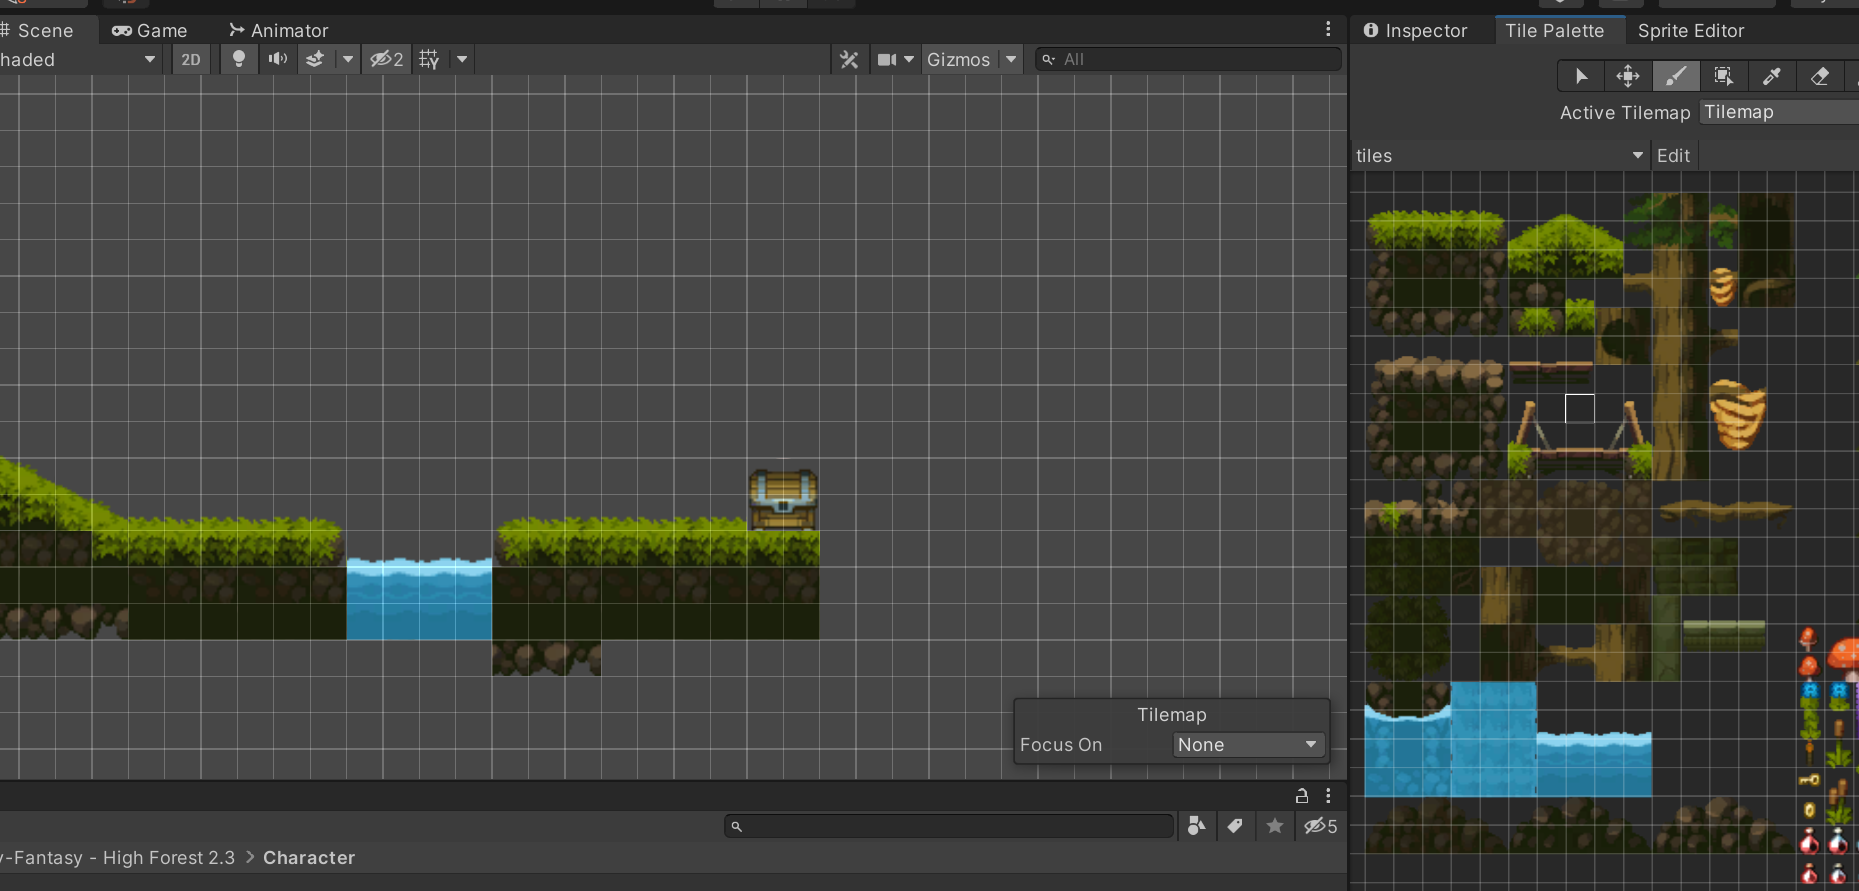 Scene
Game
Animator
Inspector
Tile Palette
Sprite Editor
haded
2D
2
Gizmos
All
Active Tilemap
Tilemap
tiles
Edit
Tilemap
Focus On
None
5
y-Fantasy - High Forest 2.3 > Character